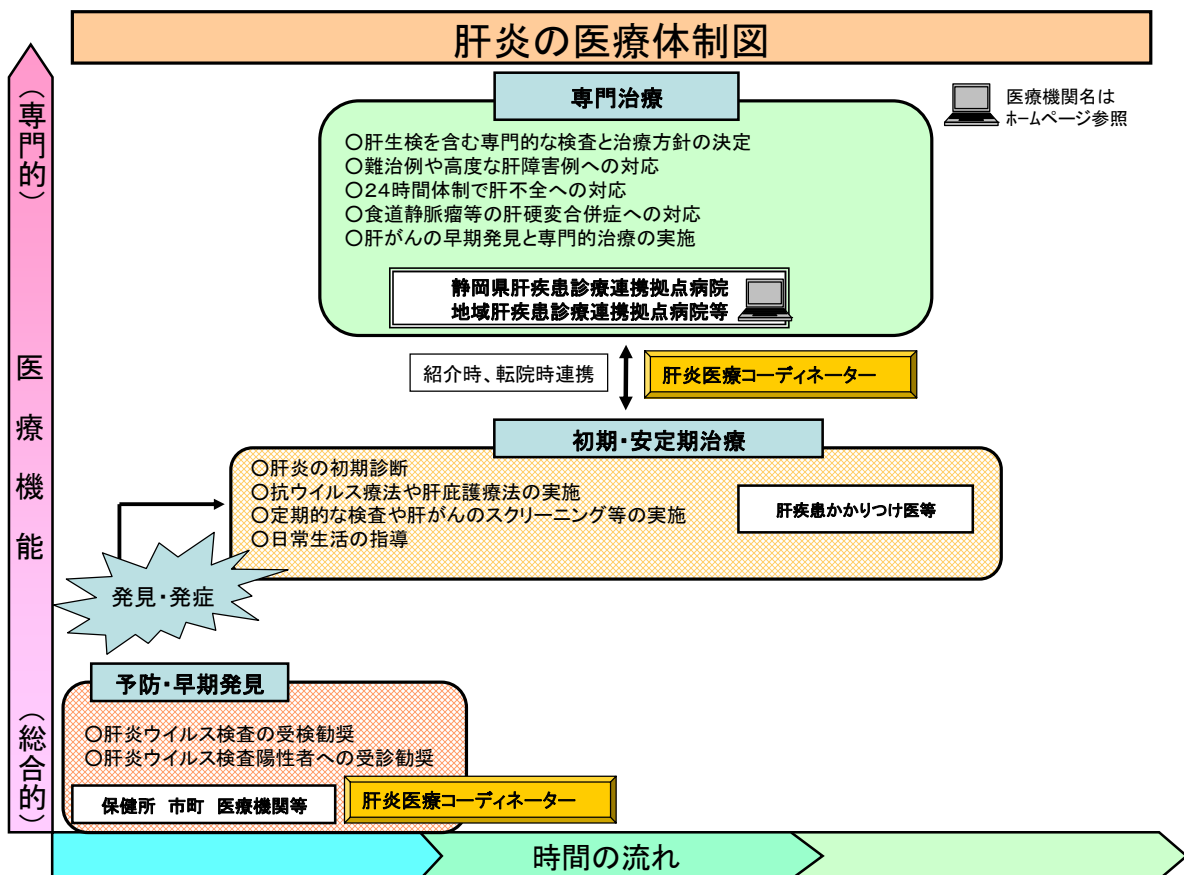 肝炎の医療体制図
専門治療
医療機関名は
ホームページ参照
(専門的)
○肝生検を含む専門的な検査と治療方針の決定
○難治例や高度な肝障害例への対応
○24時間体制で肝不全への対応
○食道静脈瘤等の肝硬変合併症への対応
○肝がんの早期発見と専門的治療の実施
静岡県肝疾患診療連携拠点病院
地域肝疾患診療連携拠点病院等
紹介時、転院時連携
肝炎医療コーディネーター
医療機能
初期・安定期治療
○肝炎の初期診断
○抗ウイルス療法や肝庇護療法の実施
○定期的な検査や肝がんのスクリーニング等の実施
○日常生活の指導
肝疾患かかりつけ医等
発見・発症
予防・早期発見
○肝炎ウイルス検査の受検勧奨
○肝炎ウイルス検査陽性者への受診勧奨
保健所 市町 医療機関等
肝炎医療コーディネーター
(総合的)
時間の流れ